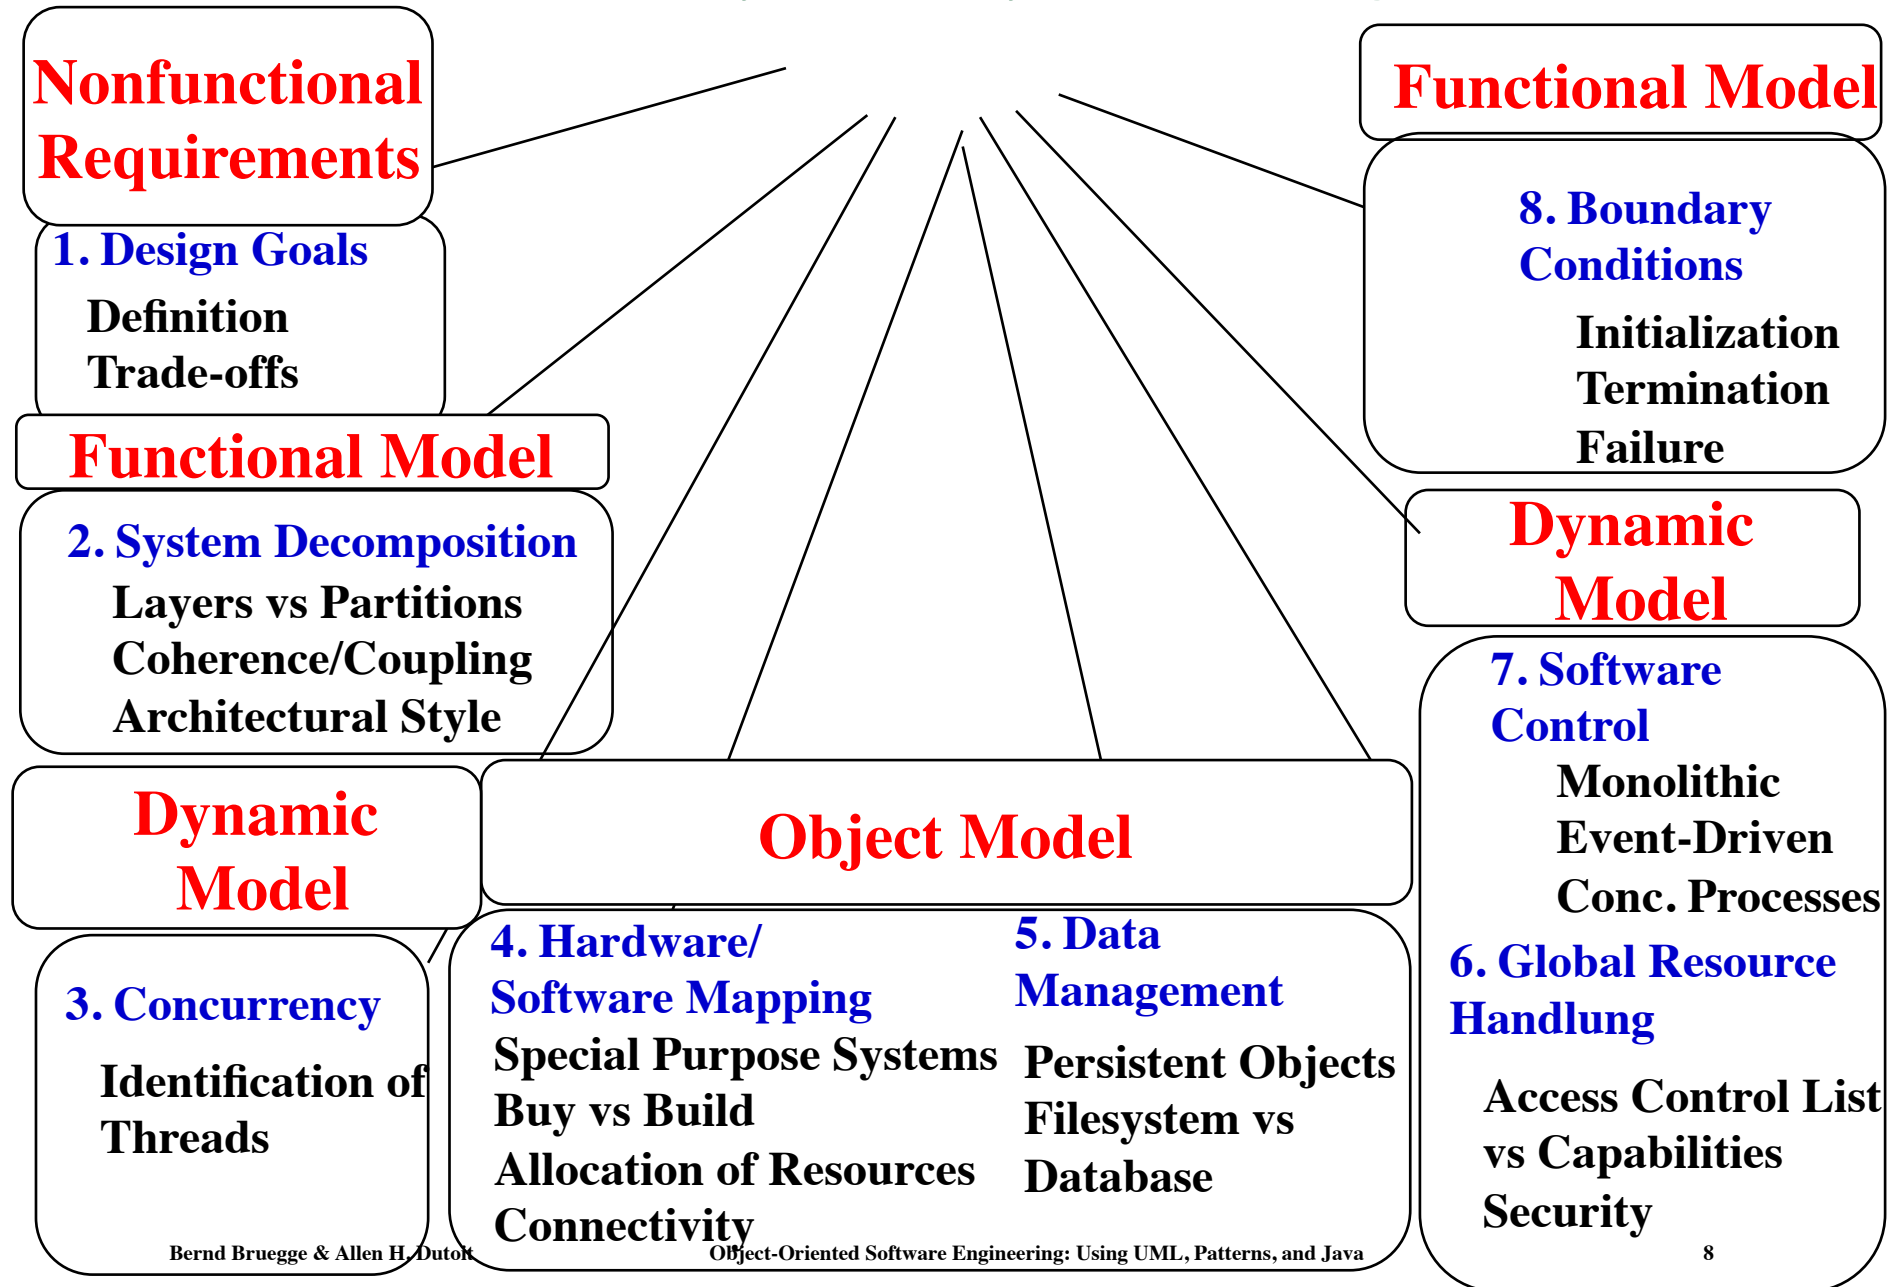 Nonfunctional
Requirements
1. Design Goals
Definition
Trade-offs
Functional Model
2. System Decomposition
Layers vs Partitions
Coherence/Coupling
Architectural Style
Dynamic
Model
3. Concurrency
Identification of
Threads
Object Model
4. Hardware/
Software Mapping
Special Purpose Systems
Buy vs Build
Allocation of Resources
Connectivity
5. Data
Management
Persistent Objects
Filesystem vs
Database
Functional Model
8. Boundary
Conditions
Initialization
Termination
Failure
Dynamic
Model
7. Software
Control
Monolithic
Event-Driven
Conc. Processes
6. Global Resource
Handlung
Access Control List
vs Capabilities
Security
Bernd Bruegge & Allen H. Dutoit
Object-Oriented Software Engineering: Using UML, Patterns, and Java
8